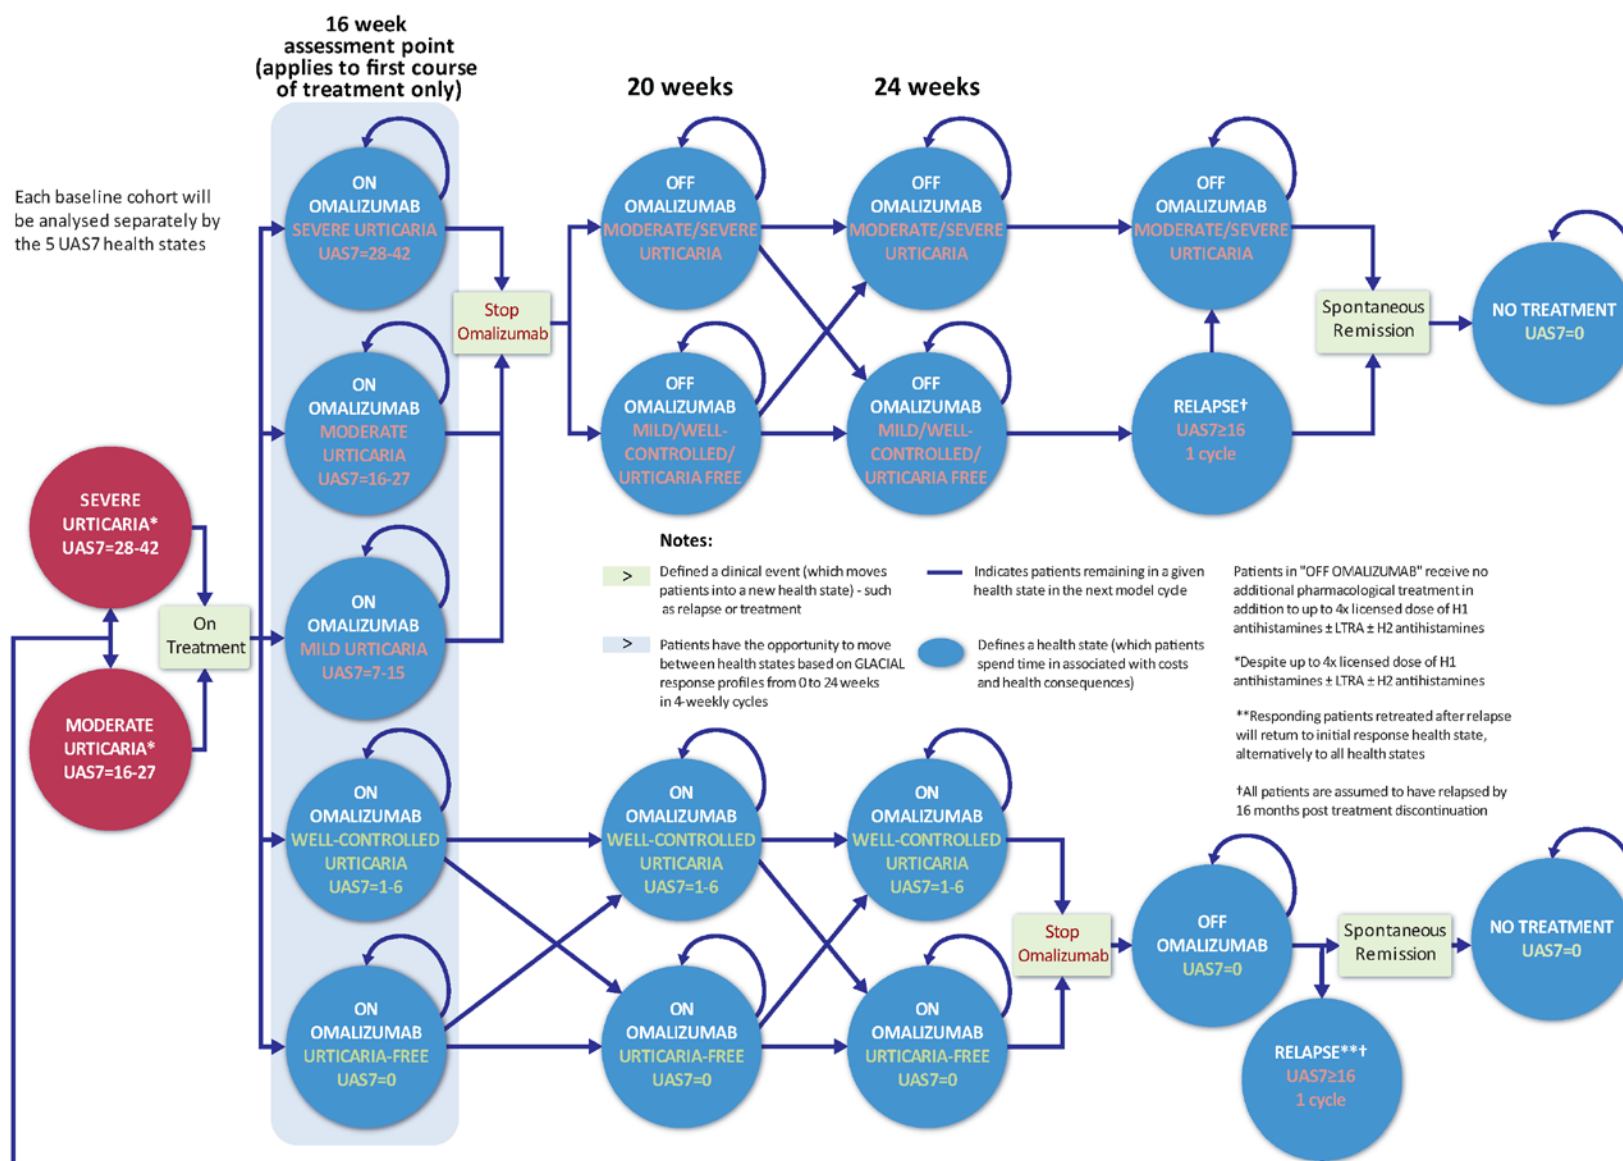 16 week
assessment point
(applies to first course
of treatment only)
20 weeks
24 weeks
Each baseline cohort will
be analysed separately by
the 5 UAS7 health states
SEVERE
URTICARIA*
UAS7=28-42
MODERATE
URTICARIA*
UAS7=16-27
On
Treatment
ON
OMALIZUMAB
SEVERE URTICARIA
UAS7=28-42
ON
OMALIZUMAB
MODERATE
URTICARIA
UAS7=16-27
ON
OMALIZUMAB
MILD URTICARIA
UAS7=7-15
ON
OMALIZUMAB
WELL-CONTROLLED
URTICARIA
UAS7=1-6
ON
OMALIZUMAB
URTICARIA-FREE
UAS7=0
Stop
Omalizumab
OFF
OMALIZUMAB
MODERATE/SEVERE
URTICARIA
OFF
OMALIZUMAB
MILD/WELL-
CONTROLLED/
URTICARIA FREE
OFF
OMALIZUMAB
MODERATE/SEVERE
URTICARIA
OFF
OMALIZUMAB
MILD/WELL-
CONTROLLED/
URTICARIA FREE
OFF
OMALIZUMAB
MODERATE/SEVERE
URTICARIA
RELAPSE†
UAS7≥16
1 cycle
Spontaneous
Remission
NO TREATMENT
UAS7=0
Notes:
>
Defined a clinical event (which moves
patients into a new health state) - such
as relapse or treatment
>
Patients have the opportunity to move
between health states based on GLACIAL
response profiles from 0 to 24 weeks
in 4-weekly cycles
Indicates patients remaining in a given
health state in the next model cycle
Defines a health state (which patients
spend time in associated with costs
and health consequences)
Patients in "OFF OMALIZUMAB" receive no
additional pharmacological treatment in
addition to up to 4x licensed dose of H1
antihistamines ± LTRA ± H2 antihistamines
*Despite up to 4x licensed dose of H1
antihistamines ± LTRA ± H2 antihistamines
**Responding patients retreated after relapse
will return to initial response health state,
alternatively to all health states
†All patients are assumed to have relapsed by
16 months post treatment discontinuation
ON
OMALIZUMAB
WELL-CONTROLLED
URTICARIA
UAS7=1-6
ON
OMALIZUMAB
URTICARIA-FREE
UAS7=0
ON
OMALIZUMAB
WELL-CONTROLLED
URTICARIA
UAS7=1-6
ON
OMALIZUMAB
URTICARIA-FREE
UAS7=0
Stop
Omalizumab
OFF
OMALIZUMAB
UAS7=0
RELAPSE**†
UAS7≥16
1 cycle
Spontaneous
Remission
NO TREATMENT
UAS7=0